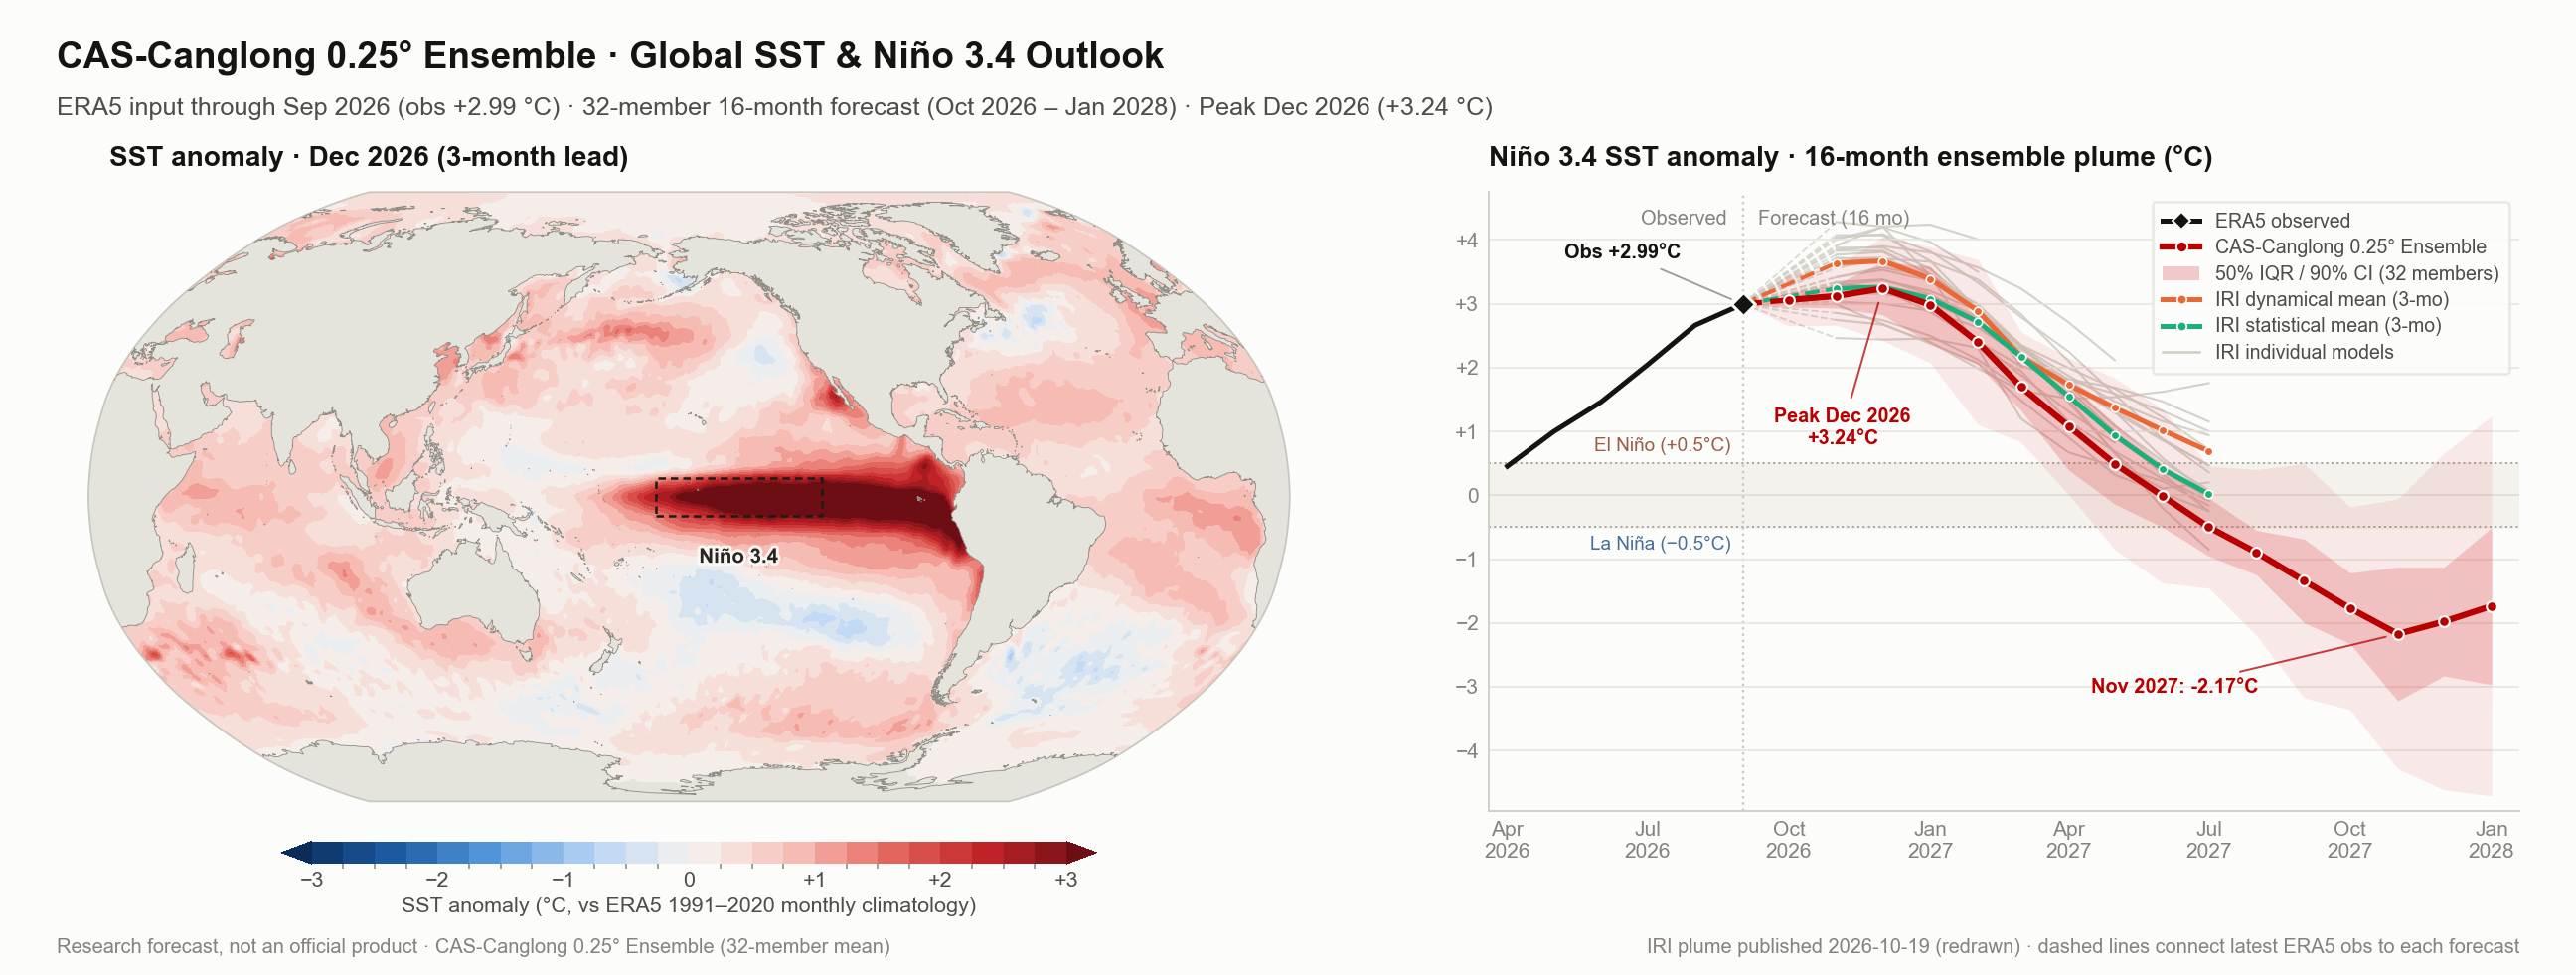 CAS-Canglong 0.25° Ensemble · Global SST & Niño 3.4 Outlook
ERA5 input through Sep 2026 (obs +2.99 °C) · 32-member 16-month forecast (Oct 2026 – Jan 2028) · Peak Dec 2026 (+3.24 °C)
SST anomaly · Dec 2026 (3-month lead)
Niño 3.4
−3 −2 −1 0 +1 +2 +3
SST anomaly (°C, vs ERA5 1991–2020 monthly climatology)
Niño 3.4 SST anomaly · 16-month ensemble plume (°C)
Observed
Forecast (16 mo)
Obs +2.99°C
ERA5 observed
CAS-Canglong 0.25° Ensemble
50% IQR / 90% CI (32 members)
IRI dynamical mean (3-mo)
IRI statistical mean (3-mo)
IRI individual models
+4
+3
+2
+1
0
−1
−2
−3
−4
Peak Dec 2026
+3.24°C
El Niño (+0.5°C)
La Niña (−0.5°C)
Nov 2027: -2.17°C
Apr Jul Oct Jan Apr Jul Oct Jan
2026 2026 2026 2027 2027 2027 2027 2028
Research forecast, not an official product · CAS-Canglong 0.25° Ensemble (32-member mean)
IRI plume published 2026-10-19 (redrawn) · dashed lines connect latest ERA5 obs to each forecast